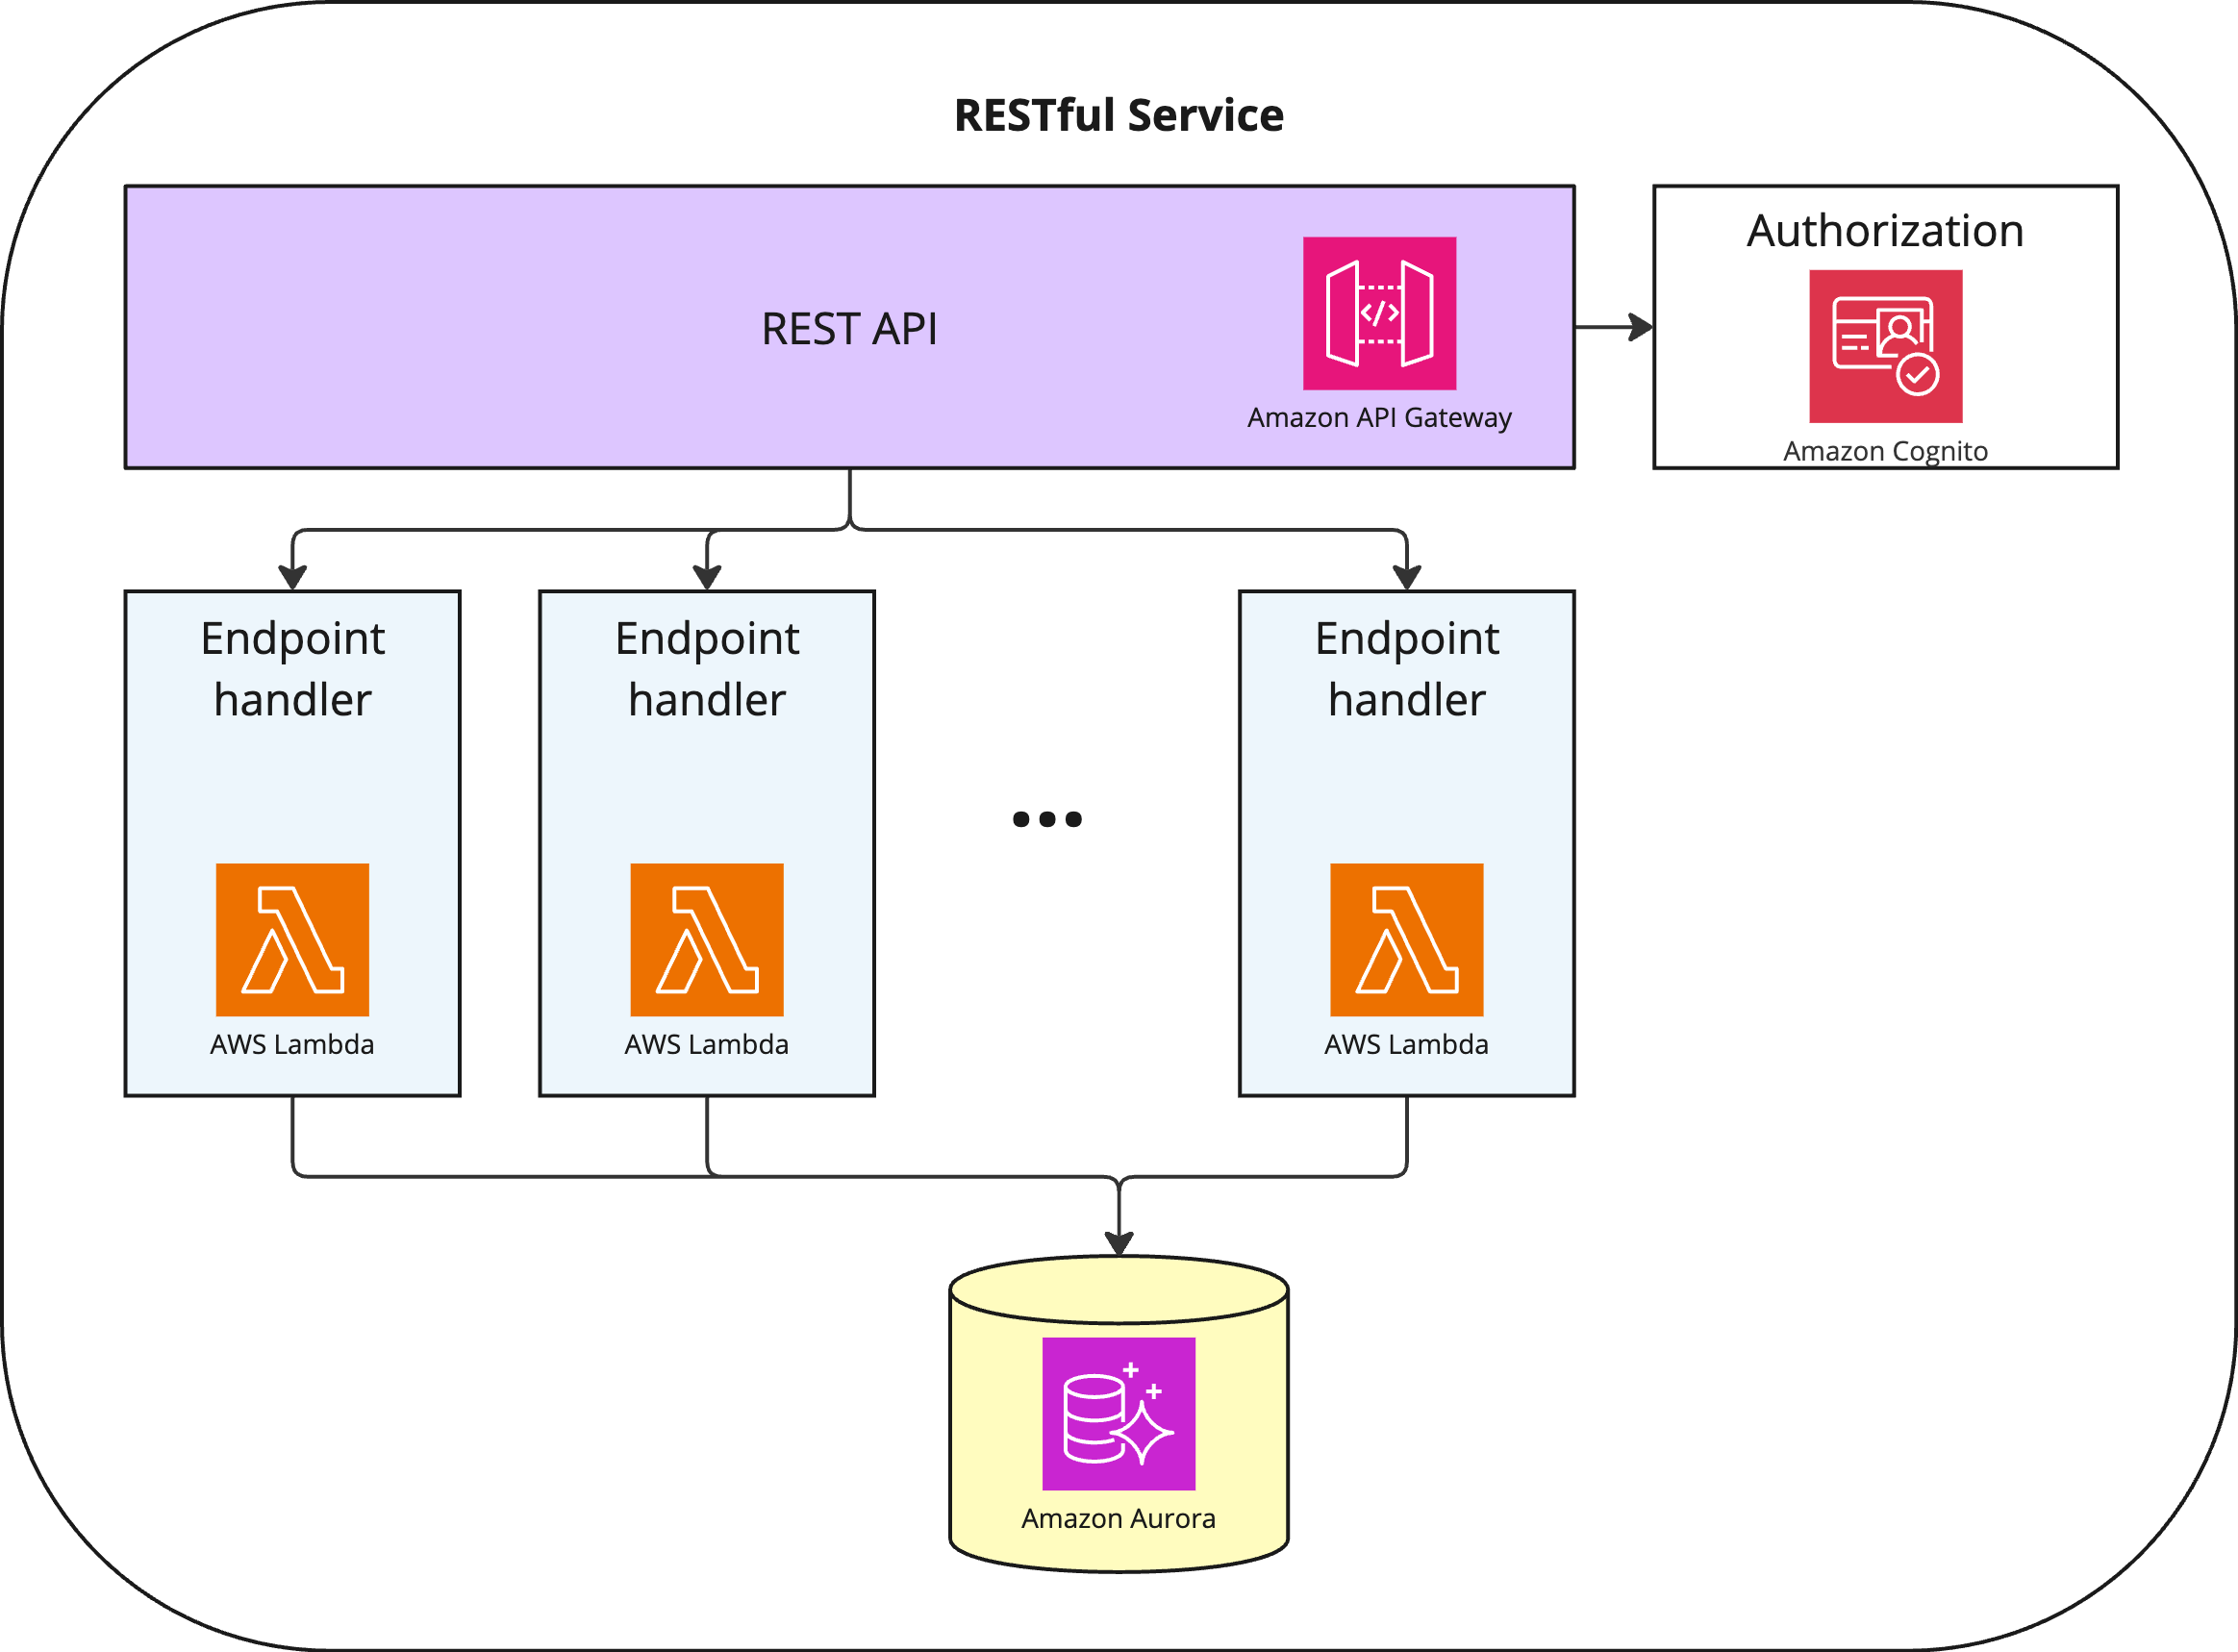 RESTful Service
REST API
Amazon API Gateway
Authorization
Amazon Cognito
Endpoint
handler
AWS Lambda
Endpoint
handler
AWS Lambda
...
Endpoint
handler
AWS Lambda
Amazon Aurora